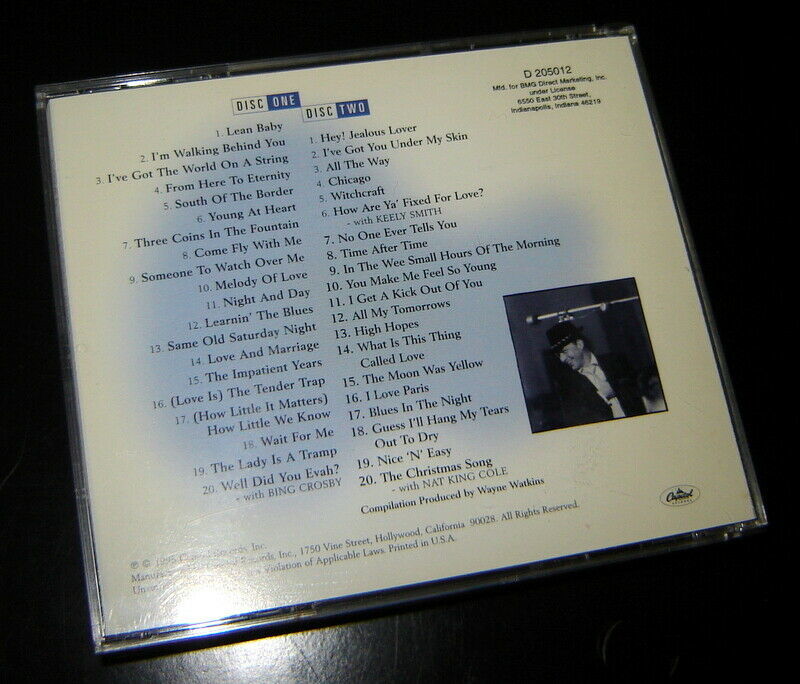 D 205012
Mfd. for BMG Direct Marketing, Inc.
under License
6550 East 30th Street,
Indianapolis, Indiana 46219
DISC ONE
1. Lean Baby
2. I'm Walking Behind You
3. I've Got The World On A String
4. From Here To Eternity
5. South Of The Border
6. Young At Heart
7. Three Coins In The Fountain
8. Come Fly With Me
9. Someone To Watch Over Me
10. Melody Of Love
11. Night And Day
12. Learnin' The Blues
13. Same Old Saturday Night
14. Love And Marriage
15. The Impatient Years
16. (Love Is) The Tender Trap
17. (How Little It Matters)
How Little We Know
18. Wait For Me
19. The Lady Is A Tramp
20. Well Did You Evah?
- with BING CROSBY
DISC TWO
1. Hey! Jealous Lover
2. I've Got You Under My Skin
3. All The Way
4. Chicago
5. Witchcraft
6. How Are Ya' Fixed For Love?
- with KEELY SMITH
7. No One Ever Tells You
8. Time After Time
9. In The Wee Small Hours Of The Morning
10. You Make Me Feel So Young
11. I Get A Kick Out Of You
12. All My Tomorrows
13. High Hopes
14. What Is This Thing
Called Love
15. The Moon Was Yellow
16. I Love Paris
17. Blues In The Night
18. Guess I'll Hang My Tears
Out To Dry
19. Nice 'N' Easy
20. The Christmas Song
- with NAT KING COLE
Compilation Produced by Wayne Watkins
Capitol
RECORDS
℗ © Records, Inc.
Records, Inc., 1750 Vine Street, Hollywood, California 90028. All Rights Reserved.
Violation of Applicable Laws. Printed in U.S.A.